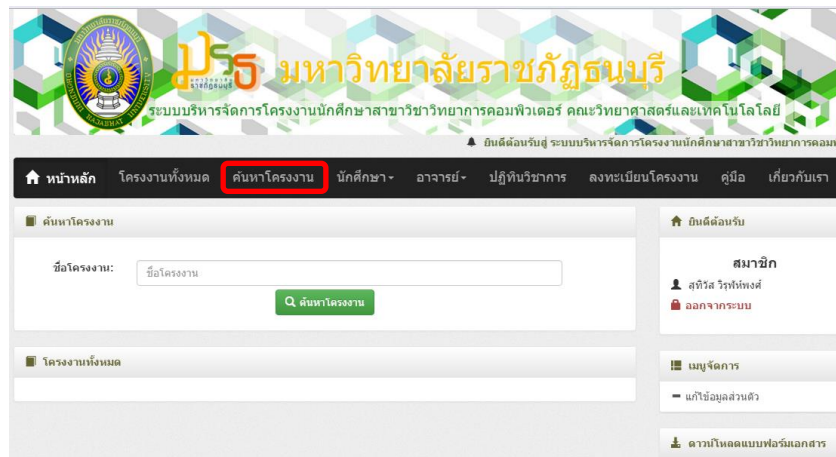 มรธ มหาวิทยาลัยราชภัฏธนบุรี
ระบบบริหารจัดการโครงงานนักศึกษาสาขาวิชาวิทยาการคอมพิวเตอร์ คณะวิทยาศาสตร์และเทคโนโลยี
ยินดีต้อนรับสู่ ระบบบริหารจัดการโครงงานนักศึกษาสาขาวิชาวิทยาการคอมพ
หน้าหลัก โครงงานทั้งหมด ค้นหาโครงงาน นักศึกษา อาจารย์ ปฏิทินวิชาการ ลงทะเบียนโครงงาน คู่มือ เกี่ยวกับเรา
ค้นหาโครงงาน
ชื่อโครงงาน: ชื่อโครงงาน
ค้นหาโครงงาน
โครงงานทั้งหมด
ยินดีต้อนรับ
สมาชิก
ออกจากระบบ
เมนูจัดการ
แก้ไข้อมูลส่วนตัว
ดาวน์โหลดแบบฟอร์มเอกสาร